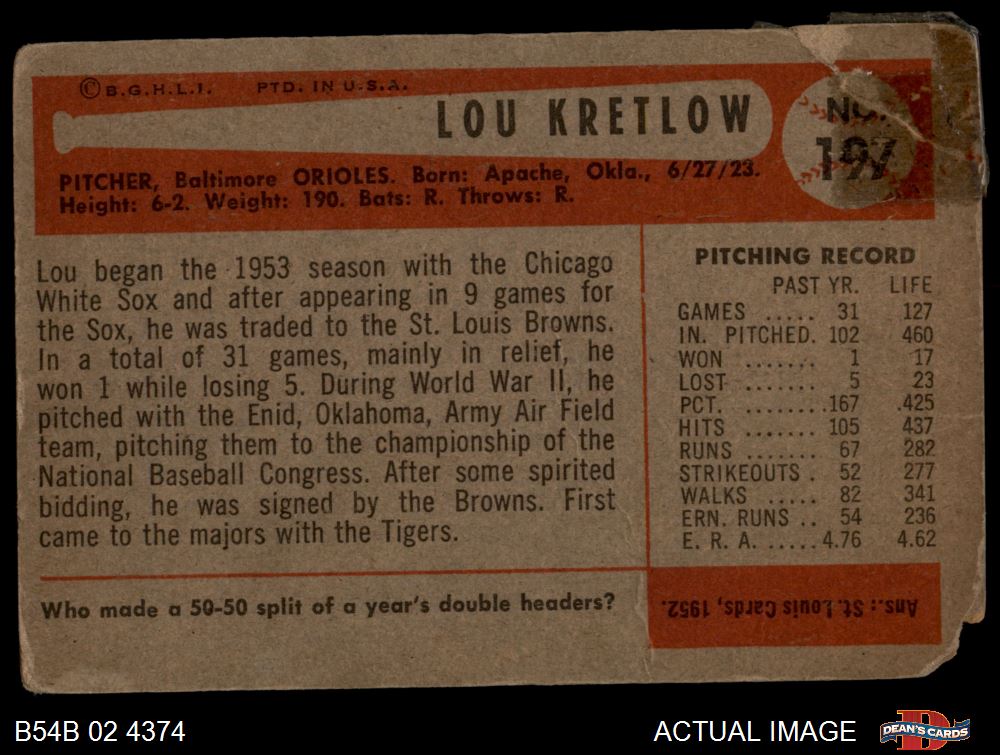 ©B.G.H.L.I. PTD. IN U.S.A.
LOU KRETLOW
NO.
197
PITCHER, Baltimore ORIOLES. Born: Apache, Okla., 6/27/23.
Height: 6-2. Weight: 190. Bats: R. Throws: R.
Lou began the 1953 season with the Chicago
White Sox and after appearing in 9 games for
the Sox, he was traded to the St. Louis Browns.
In a total of 31 games, mainly in relief, he
won 1 while losing 5. During World War II, he
pitched with the Enid, Oklahoma, Army Air Field
team, pitching them to the championship of the
National Baseball Congress. After some spirited
bidding, he was signed by the Browns. First
came to the majors with the Tigers.
PITCHING RECORD
PAST YR. LIFE
GAMES ..... 31 127
IN. PITCHED. 102 460
WON ....... 1 17
LOST ....... 5 23
PCT. ........167 .425
HITS ....... 105 437
RUNS ....... 67 282
STRIKEOUTS . 52 277
WALKS ..... 82 341
ERN. RUNS .. 54 236
E. R. A. .....4.76 4.62
Who made a 50-50 split of a year's double headers?
Ans.: St. Louis Cards, 1952.
B54B 02 4374
ACTUAL IMAGE
D
DEAN'S CARDS